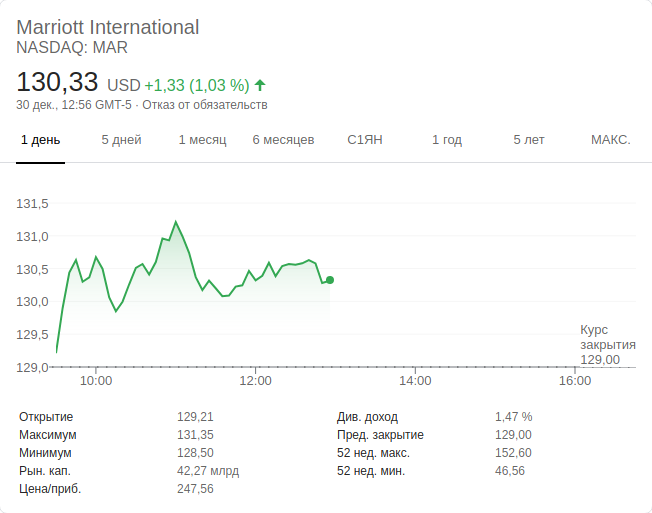 Marriott International
NASDAQ: MAR
130,33 USD +1,33 (1,03 %)
30 дек., 12:56 GMT-5 · Отказ от обязательств
1 день 5 дней 1 месяц 6 месяцев С1ЯН 1 год 5 лет МАКС.
131,5
131,0
130,5
130,0
129,5
129,0
Курс
закрытия
129,00
10:00 12:00 14:00 16:00
Открытие 129,21 Див. доход 1,47 %
Максимум 131,35 Пред. закрытие 129,00
Минимум 128,50 52 нед. макс. 152,60
Рын. кап. 42,27 млрд 52 нед. мин. 46,56
Цена/приб. 247,56